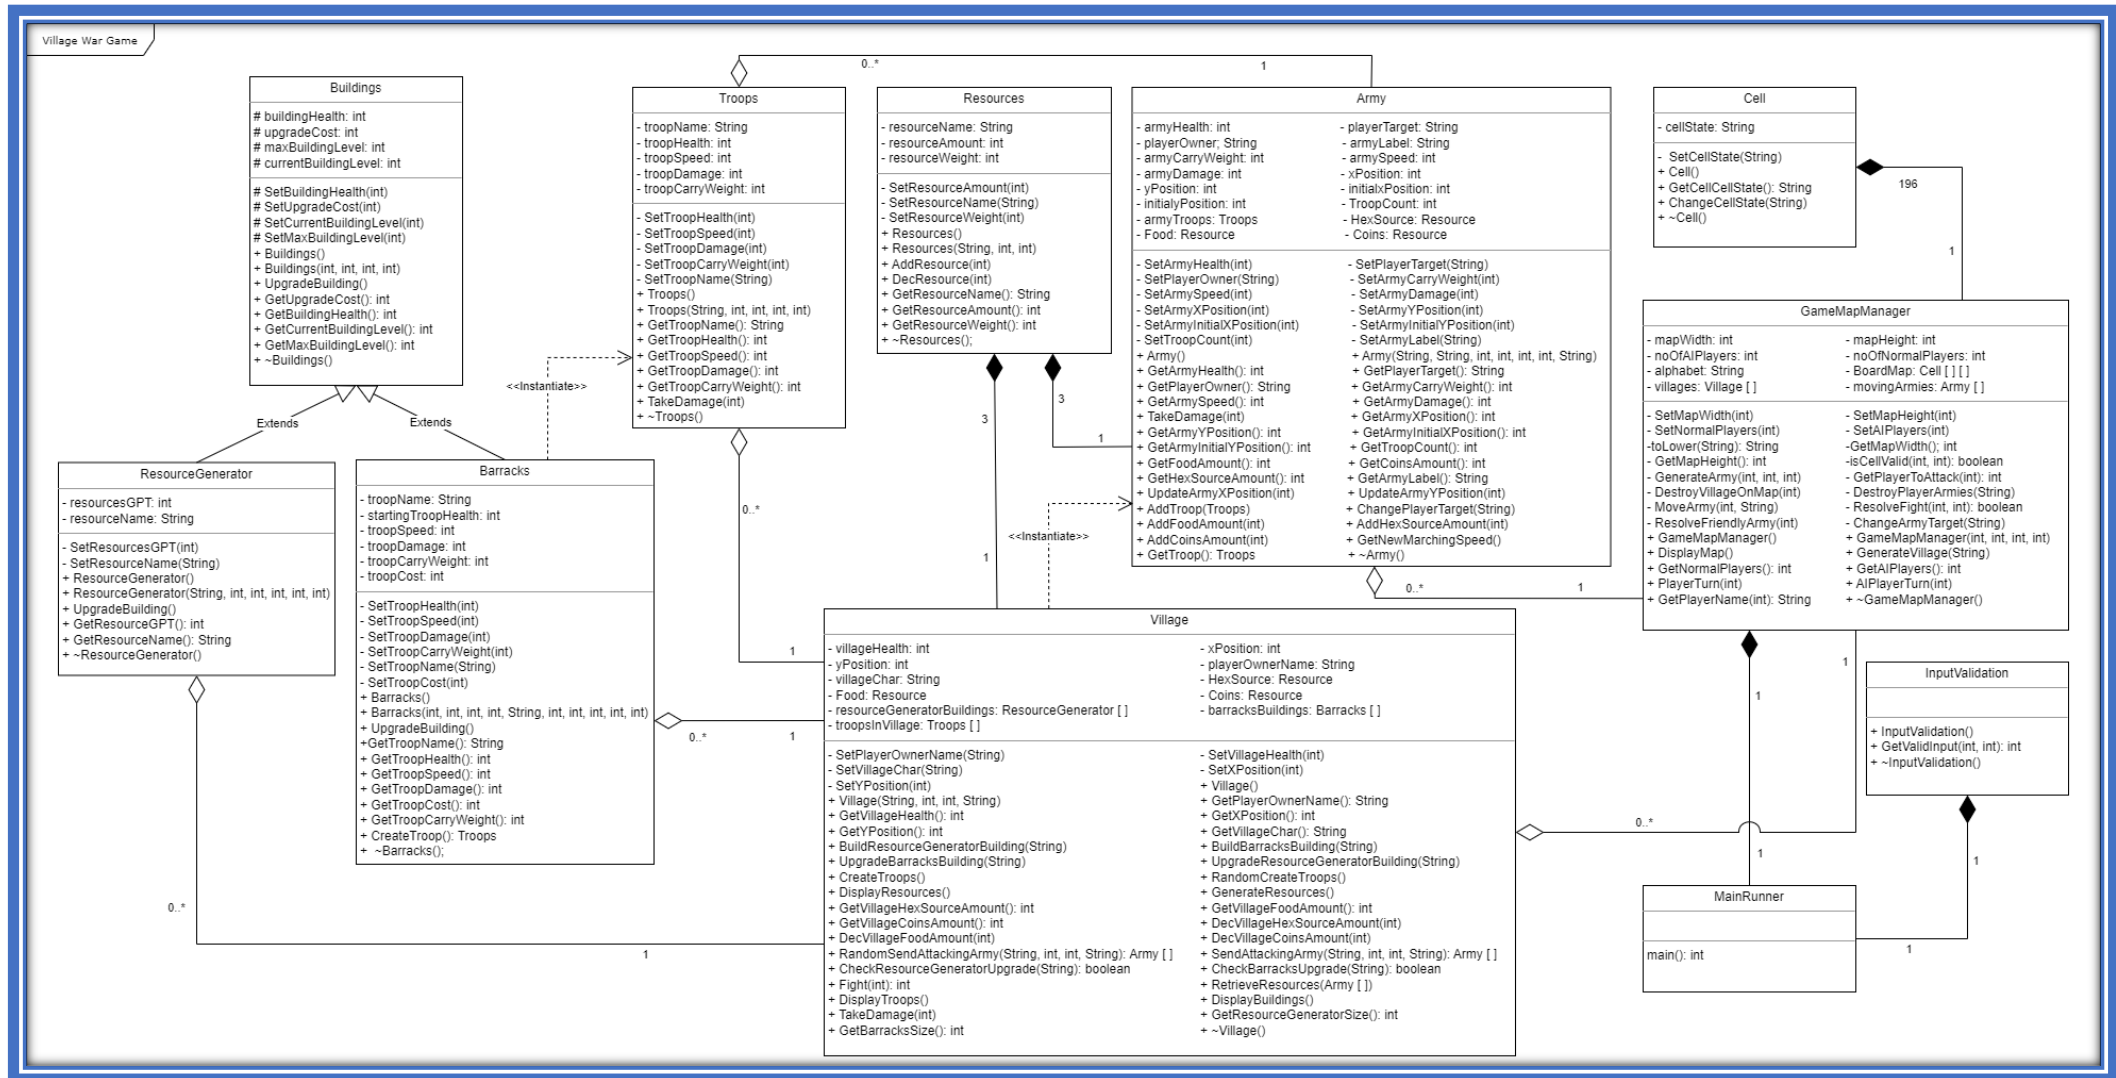 Village War Game
Buildings
# buildingHealth: int
# upgradeCost: int
# maxBuildingLevel: int
# currentBuildingLevel: int
# SetBuildingHealth(int)
# SetUpgradeCost(int)
# SetCurrentBuildingLevel(int)
# SetMaxBuildingLevel(int)
+ Buildings()
+ Buildings(int, int, int, int)
+ UpgradeBuilding()
+ GetUpgradeCost(): int
+ GetBuildingHealth(): int
+ GetCurrentBuildingLevel(): int
+ GetMaxBuildingLevel(): int
+ ~Buildings()
Extends
Extends
ResourceGenerator
- resourcesGPT: int
- resourceName: String
- SetResourcesGPT(int)
- SetResourceName(String)
+ ResourceGenerator()
+ ResourceGenerator(String, int, int, int, int, int)
+ UpgradeBuilding()
+ GetResourceGPT(): int
+ GetResourceName(): String
+ ~ResourceGenerator()
0..*
1
Barracks
- troopName: String
- startingTroopHealth: int
- troopSpeed: int
- troopDamage: int
- troopCarryWeight: int
- troopCost: int
- SetTroopHealth(int)
- SetTroopSpeed(int)
- SetTroopDamage(int)
- SetTroopCarryWeight(int)
- SetTroopName(String)
- SetTroopCost(int)
+ Barracks()
+ Barracks(int, int, int, int, String, int, int, int, int, int)
+ UpgradeBuilding()
+GetTroopName(): String
+ GetTroopHealth(): int
+ GetTroopSpeed(): int
+ GetTroopDamage(): int
+ GetTroopCost(): int
+ GetTroopCarryWeight(): int
+ CreateTroop(): Troops
+ ~Barracks();
<<Instantiate>>
0..*
1
Troops
- troopName: String
- troopHealth: int
- troopSpeed: int
- troopDamage: int
- troopCarryWeight: int
- SetTroopHealth(int)
- SetTroopSpeed(int)
- SetTroopDamage(int)
- SetTroopCarryWeight(int)
- SetTroopName(String)
+ Troops()
+ Troops(String, int, int, int, int)
+ GetTroopName(): String
+ GetTroopHealth(): int
+ GetTroopSpeed(): int
+ GetTroopDamage(): int
+ GetTroopCarryWeight(): int
+ TakeDamage(int)
+ ~Troops()
0..*
1
0..*
1
Resources
- resourceName: String
- resourceAmount: int
- resourceWeight: int
- SetResourceAmount(int)
- SetResourceName(String)
- SetResourceWeight(int)
+ Resources()
+ Resources(String, int, int)
+ AddResource(int)
+ DecResource(int)
+ GetResourceName(): String
+ GetResourceAmount(): int
+ GetResourceWeight(): int
+ ~Resources();
3
1
3
1
Army
- armyHealth: int - playerTarget: String
- playerOwner; String - armyLabel: String
- armyCarryWeight: int - armySpeed: int
- armyDamage: int - xPosition: int
- yPosition: int - initialxPosition: int
- initialyPosition: int - TroopCount: int
- armyTroops: Troops - HexSource: Resource
- Food: Resource - Coins: Resource
- SetArmyHealth(int) - SetPlayerTarget(String)
- SetPlayerOwner(String) - SetArmyCarryWeight(int)
- SetArmySpeed(int) - SetArmyDamage(int)
- SetArmyXPosition(int) - SetArmyYPosition(int)
- SetArmyInitialXPosition(int) - SetArmyInitialYPosition(int)
- SetTroopCount(int) - SetArmyLabel(String)
+ Army() + Army(String, String, int, int, int, int, String)
+ GetArmyHealth(): int + GetPlayerTarget(): String
+ GetPlayerOwner(): String + GetArmyCarryWeight(): int
+ GetArmySpeed(): int + GetArmyDamage(): int
+ TakeDamage(int) + GetArmyXPosition(): int
+ GetArmyYPosition(): int + GetArmyInitialXPosition(): int
+ GetArmyInitialYPosition(): int + GetTroopCount(): int
+ GetFoodAmount(): int + GetCoinsAmount(): int
+ GetHexSourceAmount(): int + GetArmyLabel(): String
+ UpdateArmyXPosition(int) + UpdateArmyYPosition(int)
+ AddTroop(Troops) + ChangePlayerTarget(String)
+ AddFoodAmount(int) + AddHexSourceAmount(int)
+ AddCoinsAmount(int) + GetNewMarchingSpeed()
+ GetTroop(): Troops + ~Army()
<<Instantiate>>
0..*
1
Cell
- cellState: String
- SetCellState(String)
+ Cell()
+ GetCellCellState(): String
+ ChangeCellState(String)
+ ~Cell()
196
1
GameMapManager
- mapWidth: int - mapHeight: int
- noOfAIPlayers: int - noOfNormalPlayers: int
- alphabet: String - BoardMap: Cell [ ] [ ]
- villages: Village [ ] - movingArmies: Army [ ]
- SetMapWidth(int) - SetMapHeight(int)
- SetNormalPlayers(int) - SetAIPlayers(int)
-toLower(String): String -GetMapWidth(); int
- GetMapHeight(): int -isCellValid(int, int): boolean
- GenerateArmy(int, int, int) - GetPlayerToAttack(int): int
- DestroyVillageOnMap(int) - DestroyPlayerArmies(String)
- MoveArmy(int, String) - ResolveFight(int, int): boolean
- ResolveFriendlyArmy(int) - ChangeArmyTarget(String)
+ GameMapManager() + GameMapManager(int, int, int, int)
+ DisplayMap() + GenerateVillage(String)
+ GetNormalPlayers(): int + GetAIPlayers(): int
+ PlayerTurn(int) + AIPlayerTurn(int)
+ GetPlayerName(int): String + ~GameMapManager()
1
1
1
0..*
Village
- villageHealth: int - xPosition: int
- yPosition: int - playerOwnerName: String
- villageChar: String - HexSource: Resource
- Food: Resource - Coins: Resource
- resourceGeneratorBuildings: ResourceGenerator [ ] - barracksBuildings: Barracks [ ]
- troopsInVillage: Troops [ ]
- SetPlayerOwnerName(String) - SetVillageHealth(int)
- SetVillageChar(String) - SetXPosition(int)
- SetYPosition(int) + Village()
+ Village(String, int, int, String) + GetPlayerOwnerName(): String
+ GetVillageHealth(): int + GetXPosition(): int
+ GetYPosition(): int + GetVillageChar(): String
+ BuildResourceGeneratorBuilding(String) + BuildBarracksBuilding(String)
+ UpgradeBarracksBuilding(String) + UpgradeResourceGeneratorBuilding(String)
+ CreateTroops() + RandomCreateTroops()
+ DisplayResources() + GenerateResources()
+ GetVillageHexSourceAmount(): int + GetVillageFoodAmount(): int
+ GetVillageCoinsAmount(): int + DecVillageHexSourceAmount(int)
+ DecVillageFoodAmount(int) + DecVillageCoinsAmount(int)
+ RandomSendAttackingArmy(String, int, int, String): Army [ ] + SendAttackingArmy(String, int, int, String): Army [ ]
+ CheckResourceGeneratorUpgrade(String): boolean + CheckBarracksUpgrade(String): boolean
+ Fight(int): int + RetrieveResources(Army [ ])
+ DisplayTroops() + DisplayBuildings()
+ TakeDamage(int) + GetResourceGeneratorSize(): int
+ GetBarracksSize(): int + ~Village()
InputValidation
+ InputValidation()
+ GetValidInput(int, int): int
+ ~InputValidation()
1
1
MainRunner
main(): int